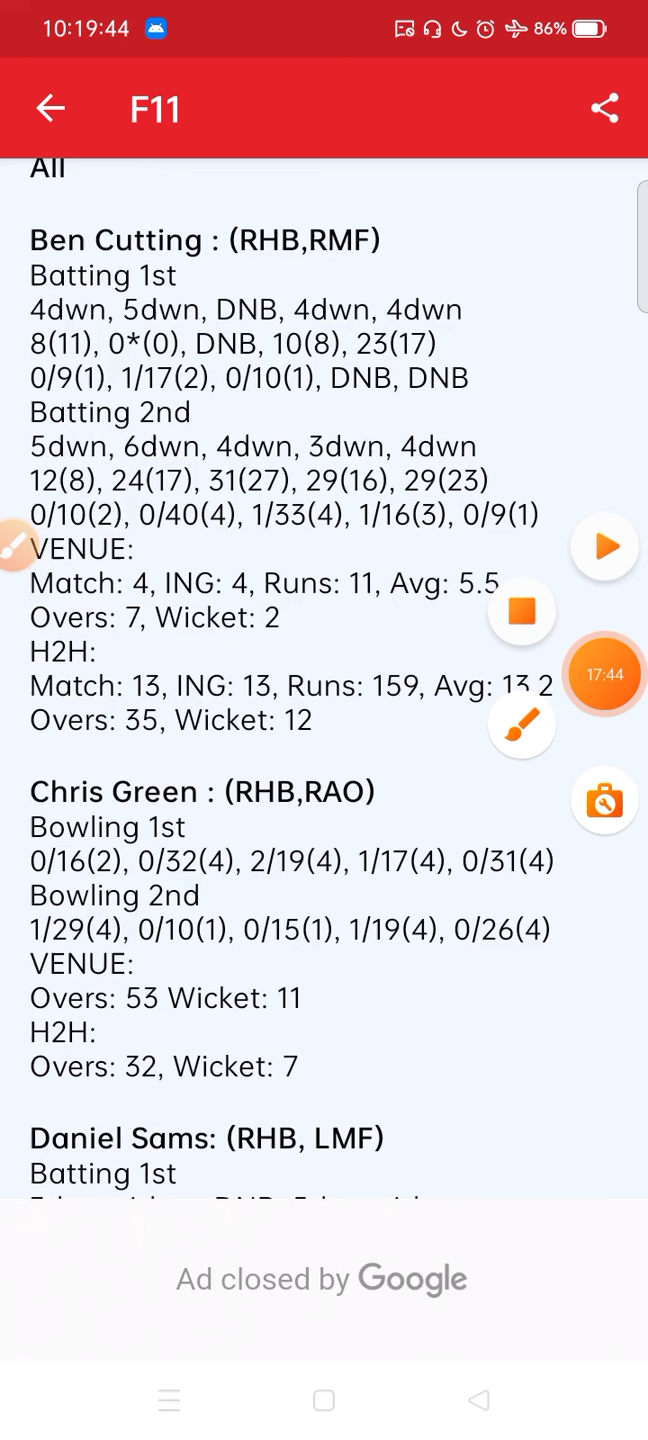 10:19:44
86%
F11
All
Ben Cutting : (RHB,RMF)
Batting 1st
4dwn, 5dwn, DNB, 4dwn, 4dwn
8(11), 0*(0), DNB, 10(8), 23(17)
0/9(1), 1/17(2), 0/10(1), DNB, DNB
Batting 2nd
5dwn, 6dwn, 4dwn, 3dwn, 4dwn
12(8), 24(17), 31(27), 29(16), 29(23)
0/10(2), 0/40(4), 1/33(4), 1/16(3), 0/9(1)
VENUE:
Match: 4, ING: 4, Runs: 11, Avg: 5.5
Overs: 7, Wicket: 2
H2H:
Match: 13, ING: 13, Runs: 159, Avg: 13.2
17:44
Overs: 35, Wicket: 12
Chris Green : (RHB,RAO)
Bowling 1st
0/16(2), 0/32(4), 2/19(4), 1/17(4), 0/31(4)
Bowling 2nd
1/29(4), 0/10(1), 0/15(1), 1/19(4), 0/26(4)
VENUE:
Overs: 53 Wicket: 11
H2H:
Overs: 32, Wicket: 7
Daniel Sams: (RHB, LMF)
Batting 1st
Ad closed by Google